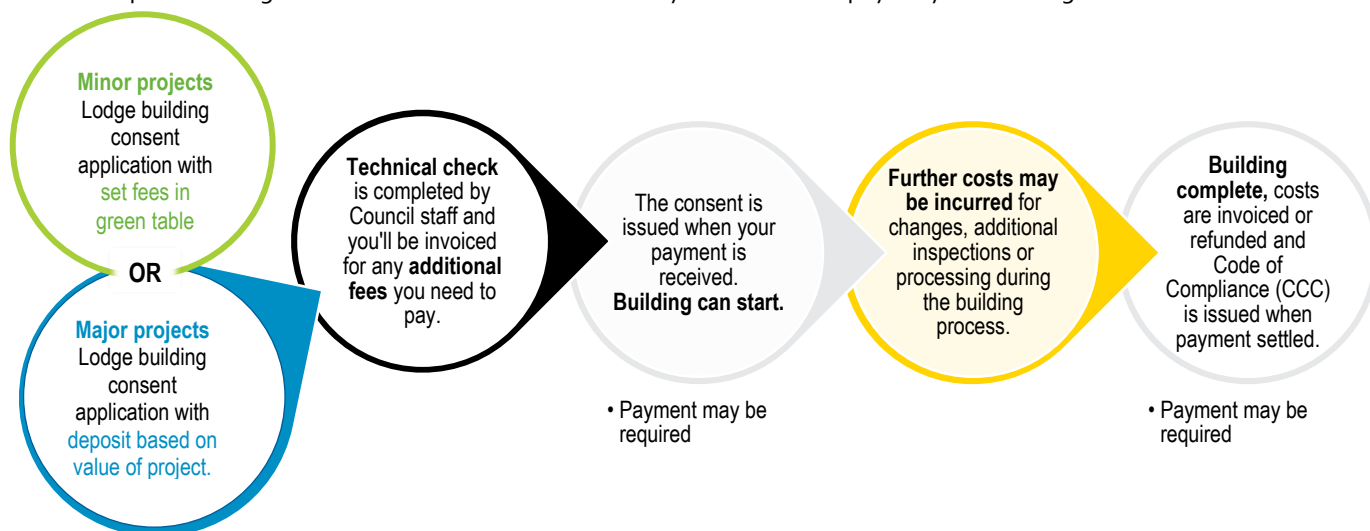 Minor projects
Lodge building
consent
application with
set fees in
green table
OR
Major projects
Lodge building
consent
application with
deposit based on
value of project.
Technical check
is completed by
Council staff and
you'll be invoiced
for any additional
fees you need to
pay.
The consent is
issued when your
payment is
received.
Building can start.
• Payment may be
required
Further costs may
be incurred for
changes, additional
inspections or
processing during
the building
process.
Building
complete, costs
are invoiced or
refunded and
Code of
Compliance (CCC)
is issued when
payment settled.
• Payment may be
required